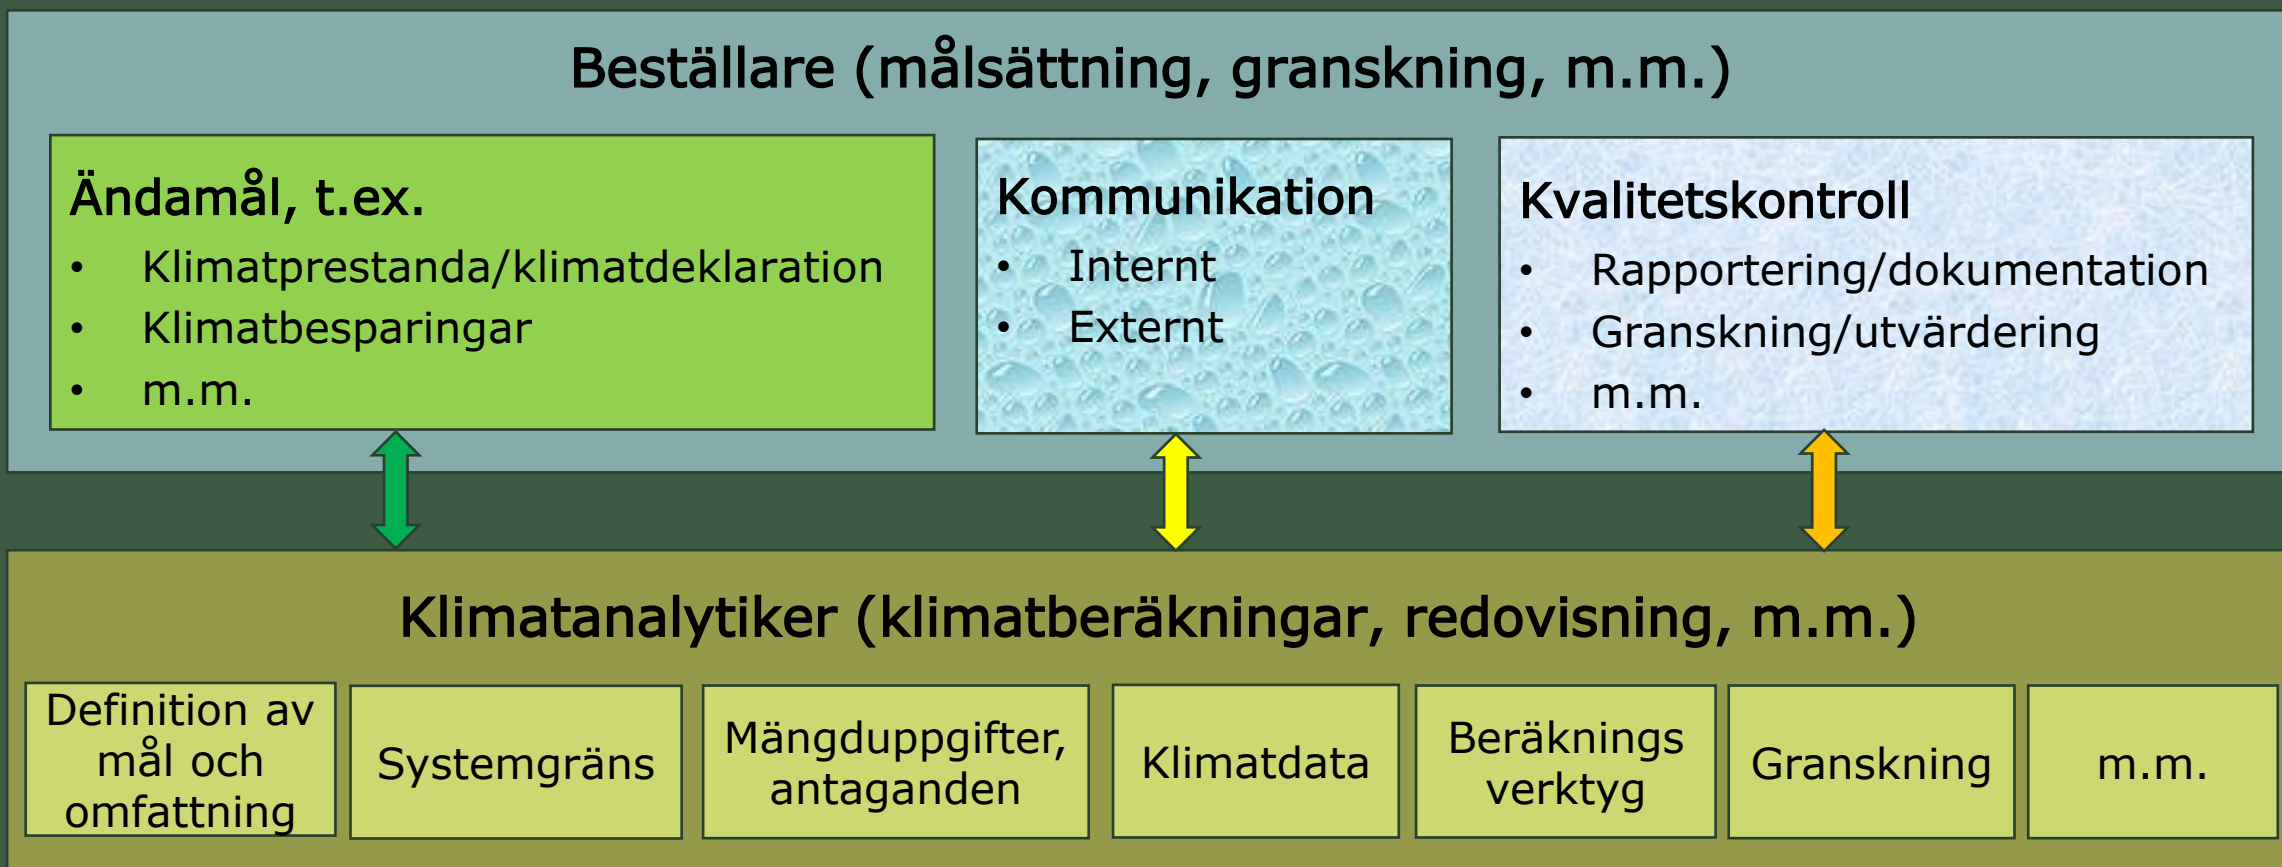 Beställare (målsättning, granskning, m.m.)
Ändamål, t.ex.
• Klimatprestanda/klimatdeklaration
• Klimatbesparingar
• m.m.
Kommunikation
• Internt
• Externt
Kvalitetskontroll
• Rapportering/dokumentation
• Granskning/utvärdering
• m.m.
Klimatanalytiker (klimatberäkningar, redovisning, m.m.)
Definition av
mål och
omfattning
Systemgräns
Mängduppgifter,
antaganden
Klimatdata
Beräknings
verktyg
Granskning
m.m.